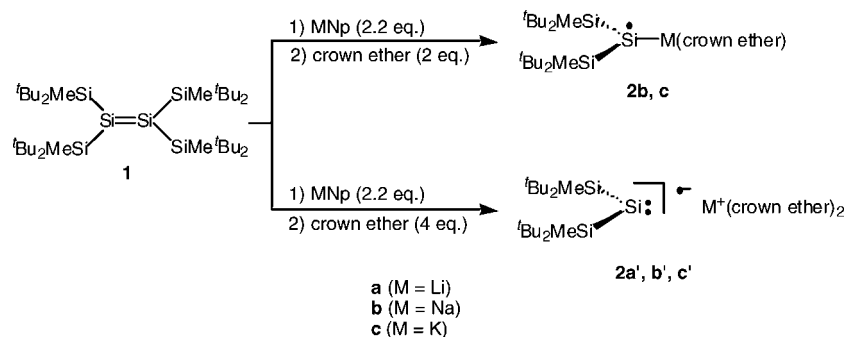 1) MNp (2.2 eq.)
2) crown ether (2 eq.)
ᵗBu₂MeSi
Si—M(crown ether)
ᵗBu₂MeSi
2b, c
ᵗBu₂MeSi SiMeᵗBu₂
Si=Si
ᵗBu₂MeSi SiMeᵗBu₂
1
1) MNp (2.2 eq.)
2) crown ether (4 eq.)
ᵗBu₂MeSi
Si: •− M⁺(crown ether)₂
ᵗBu₂MeSi
2a', b', c'
a (M = Li)
b (M = Na)
c (M = K)